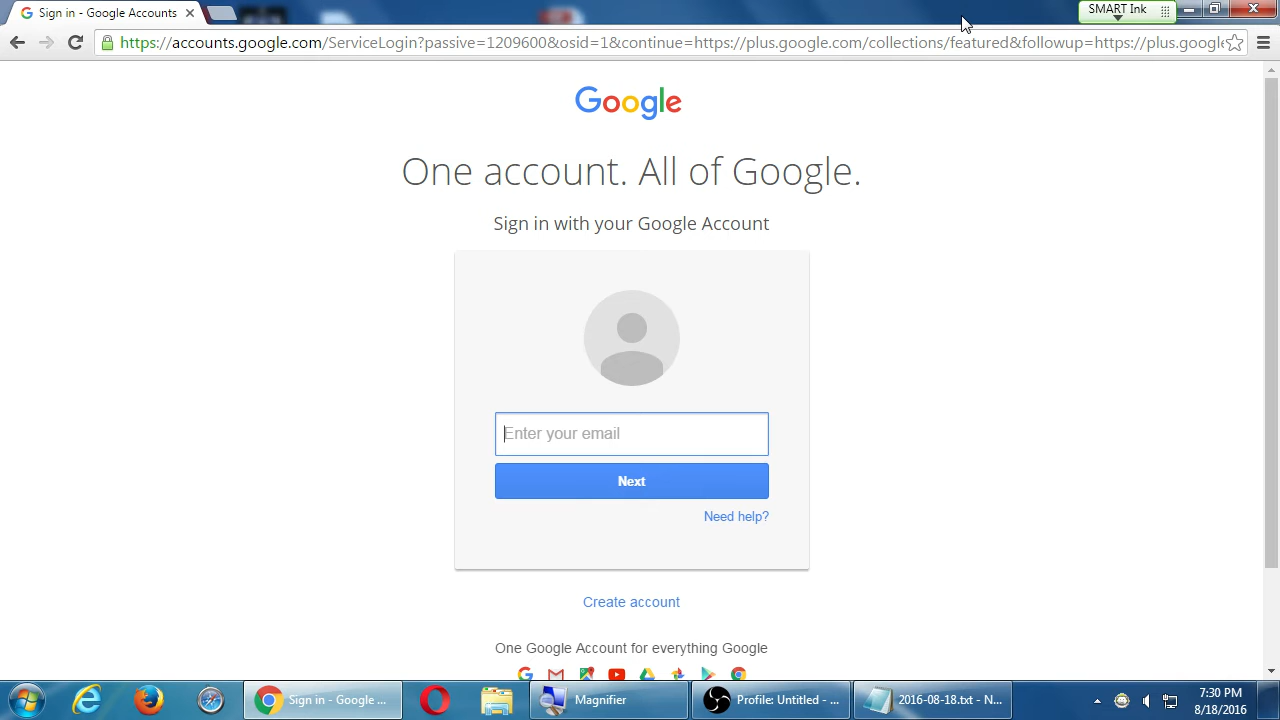 Sign in - Google Accounts
SMART Ink
https://accounts.google.com/ServiceLogin?passive=1209600&osid=1&continue=https://plus.google.com/collections/featured&followup=https://plus.google
Google
One account. All of Google.
Sign in with your Google Account
Enter your email
Next
Need help?
Create account
One Google Account for everything Google
Sign in - Google ...
Magnifier
Profile: Untitled - ...
2016-08-18.txt - N...
7:30 PM
8/18/2016